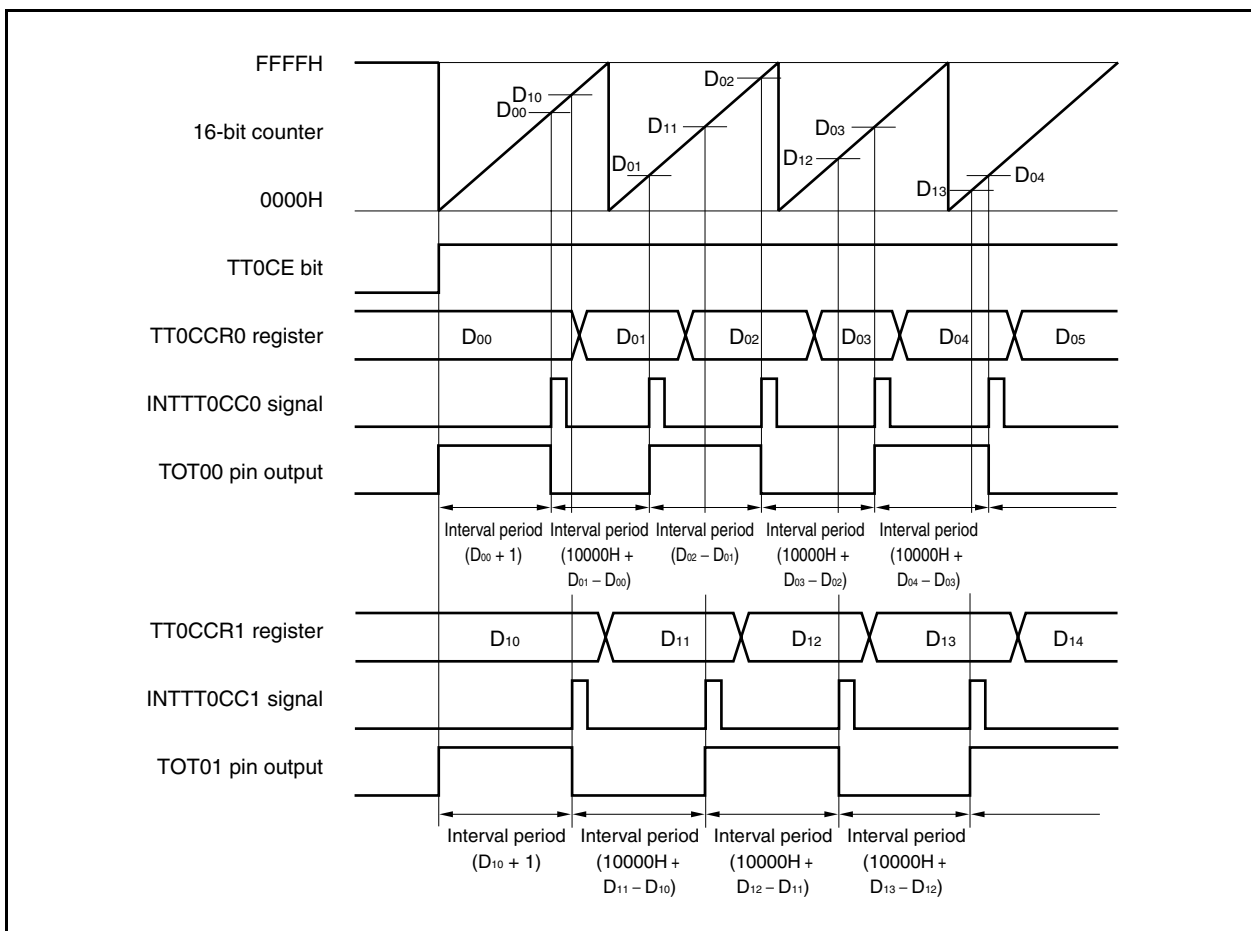 FFFFH
D10
D00
D02
16-bit counter
D11
D03
D01
D12
D13
D04
0000H
TT0CE bit
TT0CCR0 register
D00
D01
D02
D03
D04
D05
INTTT0CC0 signal
TOT00 pin output
Interval period
(D00 + 1)
Interval period
(10000H +
D01 – D00)
Interval period
(D02 – D01)
Interval period
(10000H +
D03 – D02)
Interval period
(10000H +
D04 – D03)
TT0CCR1 register
D10
D11
D12
D13
D14
INTTT0CC1 signal
TOT01 pin output
Interval period
(D10 + 1)
Interval period
(10000H +
D11 – D10)
Interval period
(10000H +
D12 – D11)
Interval period
(10000H +
D13 – D12)